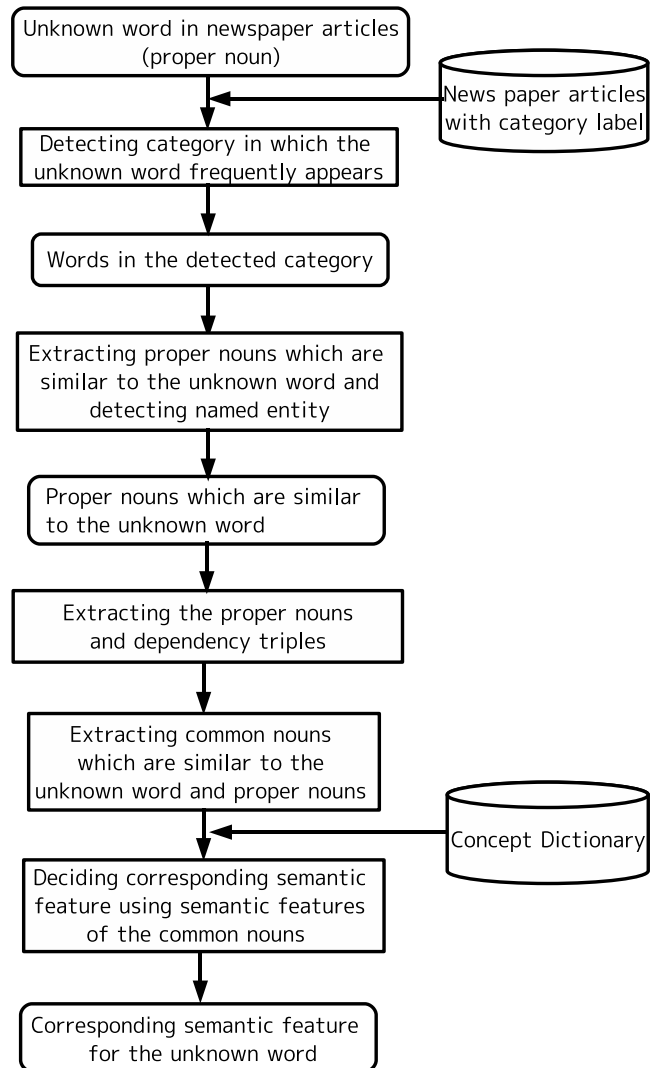 Unknown word in newspaper articles
(proper noun)
News paper articles
with category label
Detecting category in which the
unknown word frequently appears
Words in the detected category
Extracting proper nouns which are
similar to the unknown word and
detecting named entity
Proper nouns which are similar
to the unknown word
Extracting the proper nouns
and dependency triples
Extracting common nouns
which are similar to the
unknown word and proper nouns
Concept Dictionary
Deciding corresponding semantic
feature using semantic features
of the common nouns
Corresponding semantic feature
for the unknown word